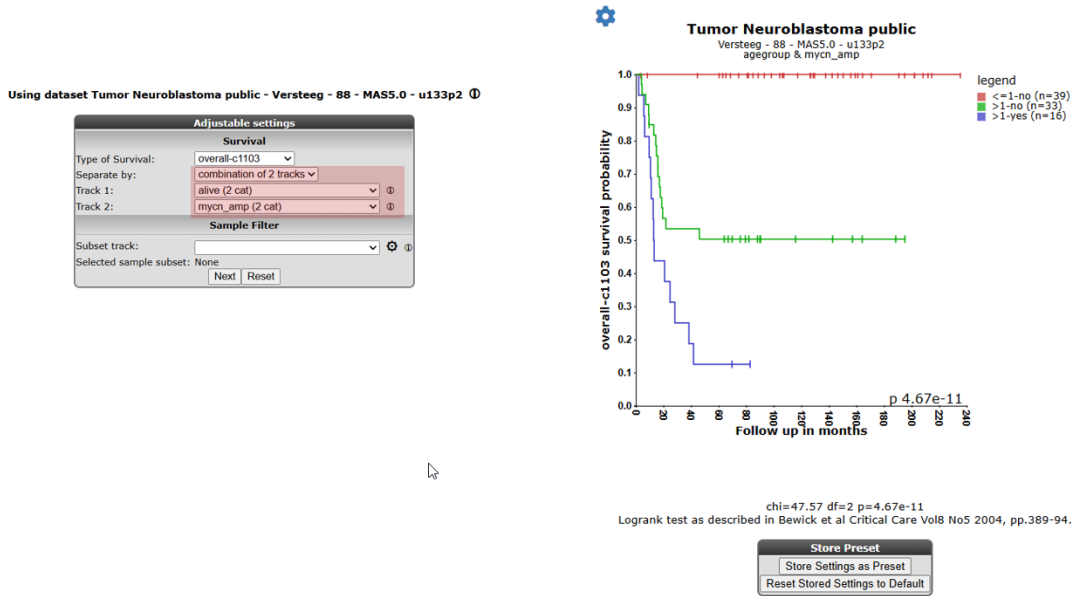 Using dataset Tumor Neuroblastoma public - Versteeg - 88 - MAS5.0 - u133p2
Adjustable settings
Survival
Type of Survival: overall-c1103
Separate by: combination of 2 tracks
Track 1: alive (2 cat)
Track 2: mycn_amp (2 cat)
Sample Filter
Subset track:
Selected sample subset: None
Next Reset
Tumor Neuroblastoma public
Versteeg - 88 - MAS5.0 - u133p2
agegroup & mycn_amp
legend
<=1-no (n=39)
>1-no (n=33)
>1-yes (n=16)
overall-c1103 survival probability
1.0
0.9
0.8
0.7
0.6
0.5
0.4
0.3
0.2
0.1
0.0
p 4.67e-11
0 20 40 60 80 100 120 140 160 180 200 220 240
Follow up in months
chi=47.57 df=2 p=4.67e-11
Logrank test as described in Bewick et al Critical Care Vol8 No5 2004, pp.389-94.
Store Preset
Store Settings as Preset
Reset Stored Settings to Default